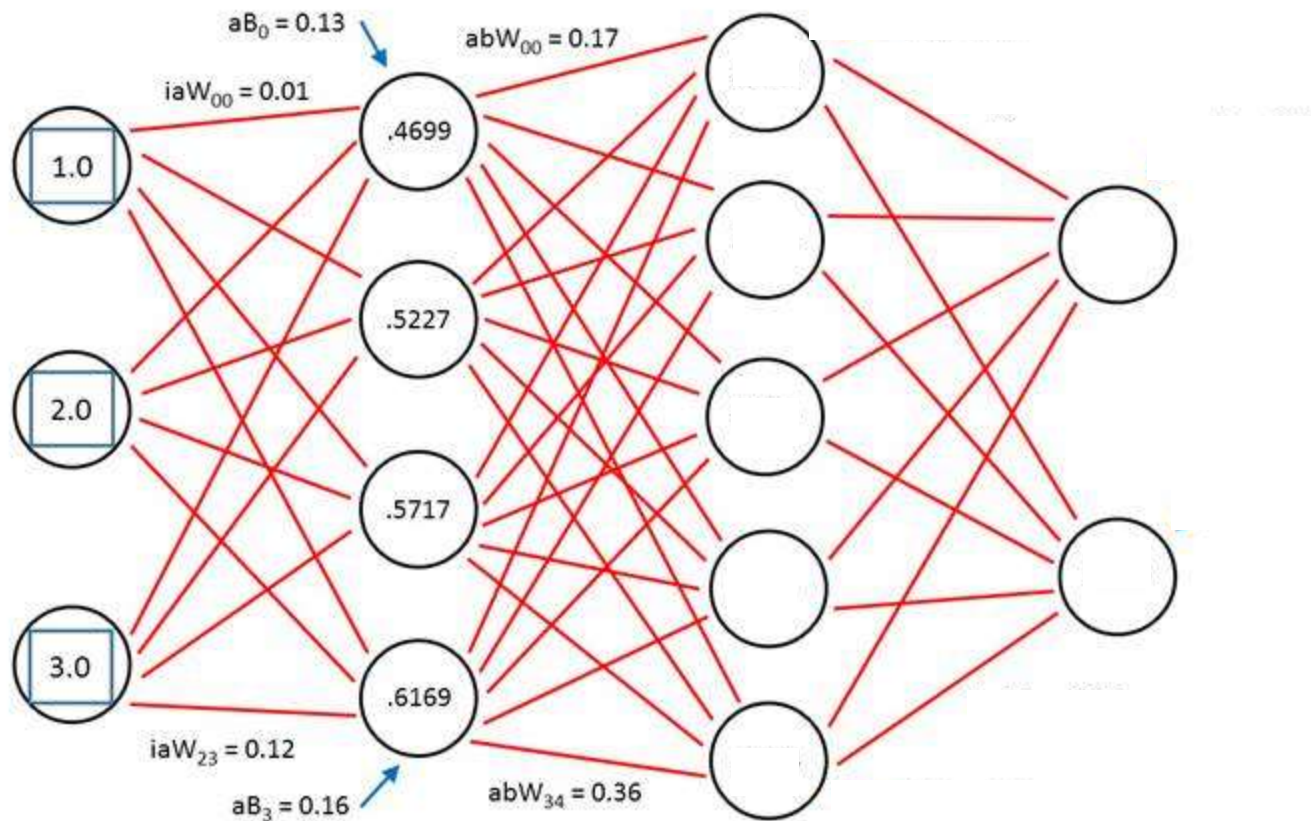 aB₀ = 0.13
abW₀₀ = 0.17
iaW₀₀ = 0.01
.4699
1.0
.5227
2.0
.5717
3.0
.6169
iaW₂₃ = 0.12
abW₃₄ = 0.36
aB₃ = 0.16